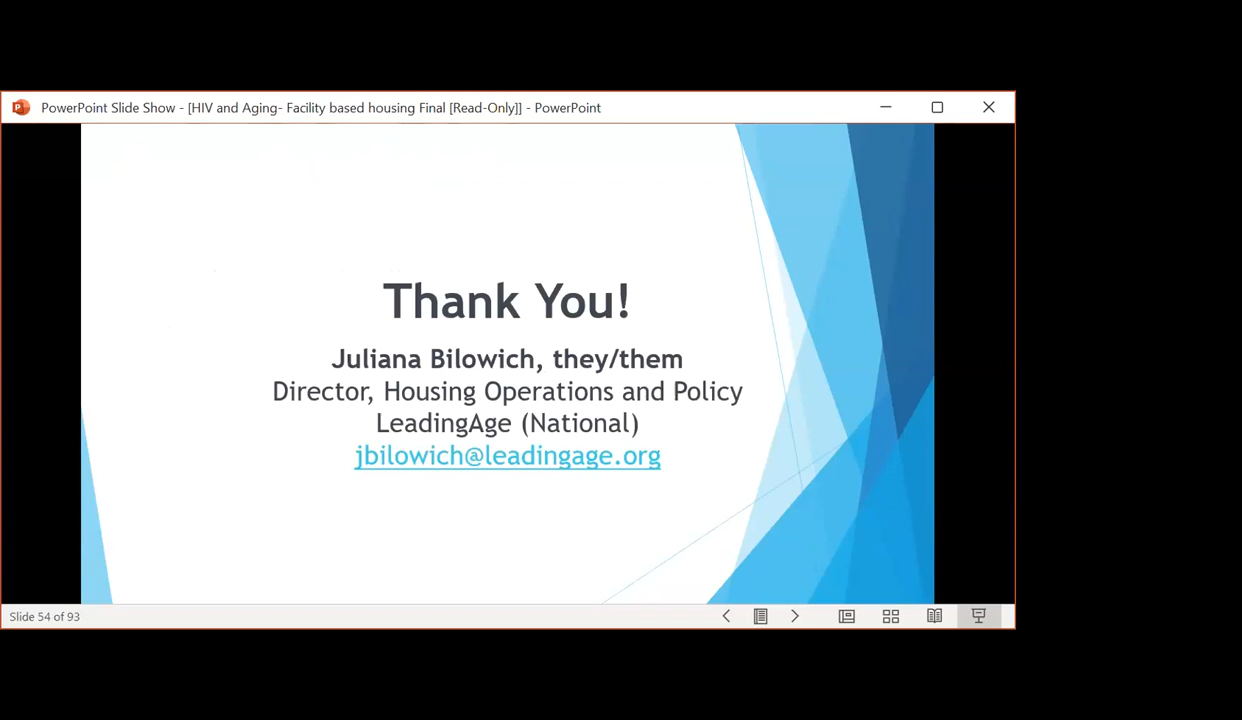 PowerPoint Slide Show - [HIV and Aging- Facility based housing Final [Read-Only]] - PowerPoint
Thank You!
Juliana Bilowich, they/them
Director, Housing Operations and Policy
LeadingAge (National)
jbilowich@leadingage.org
Slide 54 of 93